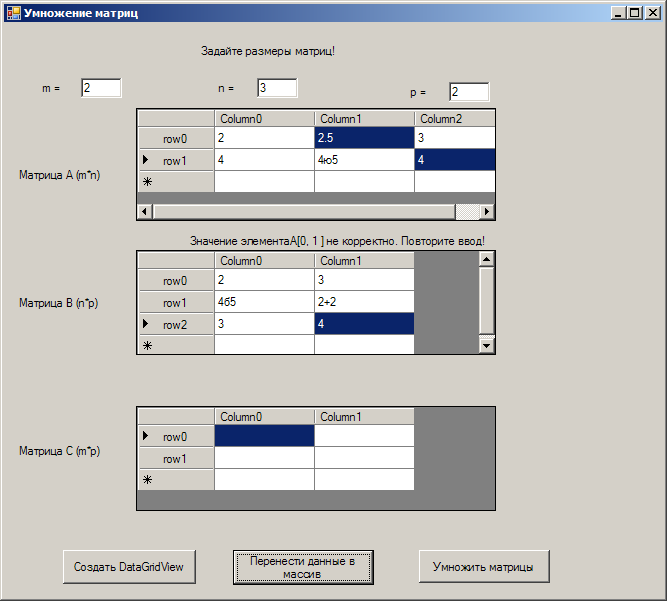 Умножение матриц
Задайте размеры матриц!
m = 2 n = 3 p = 2
Column0 Column1 Column2
row0 2 2.5 3
row1 4 4ю5 4
Матрица A (m*n)
Значение элементаA[0, 1 ] не корректно. Повторите ввод!
Column0 Column1
row0 2 3
row1 4б5 2+2
Матрица B (n*p)
row2 3 4
Column0 Column1
row0
Матрица C (m*p)
row1
Создать DataGridView
Перенести данные в
массив
Умножить матрицы